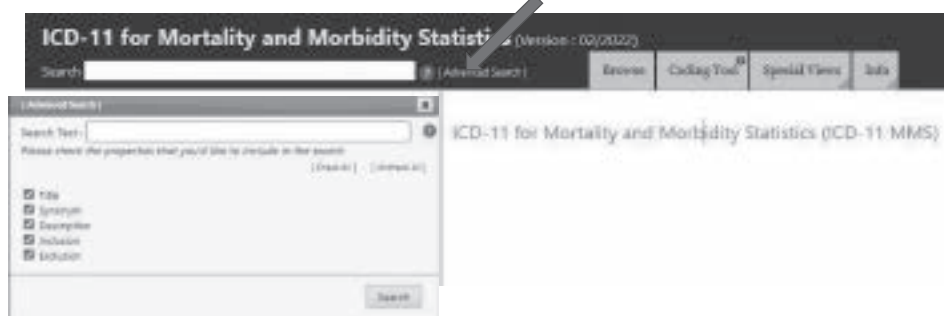 ICD-11 for Mortality and Morbidity Statistics (Version : 02/2022)
Search [ Advanced Search ] Browse Coding Tool Special Views Info
[ Advanced Search ]
Search Text :
Please check the properties that you'd like to include in the search
[ Check All ] [ Uncheck All ]
Title
Synonym
Description
Inclusion
Exclusion
Search
ICD-11 for Mortality and Morbidity Statistics (ICD-11 MMS)